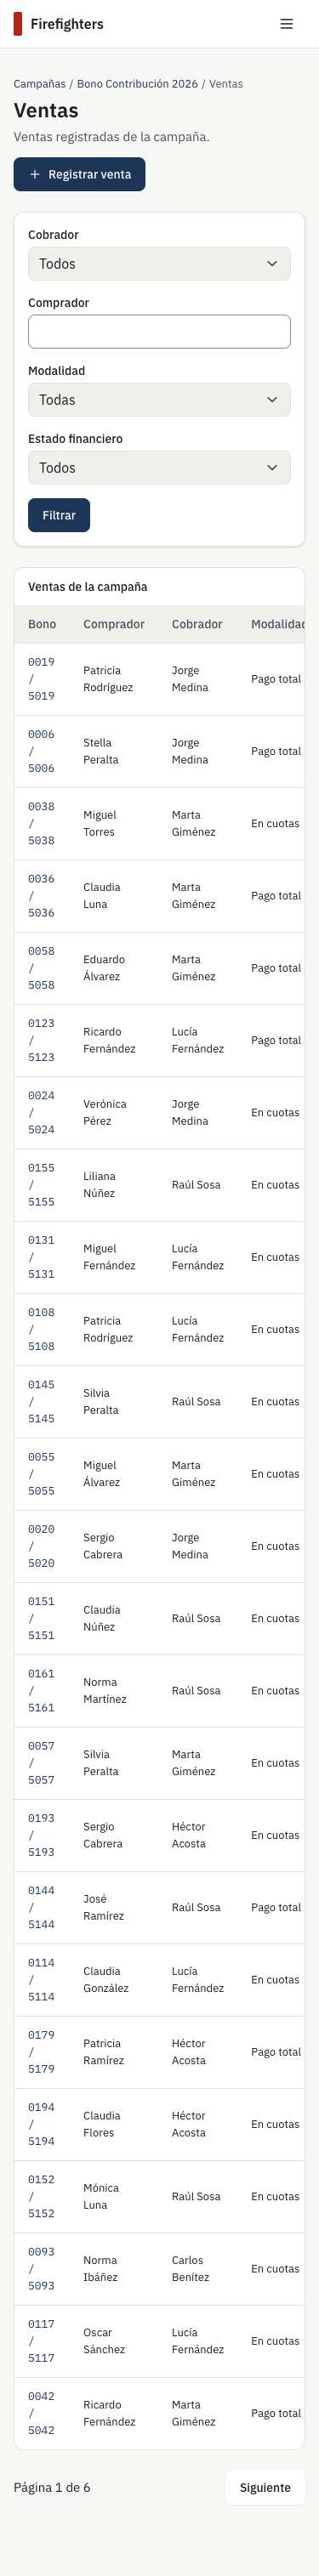 Firefighters
Campañas / Bono Contribución 2026 / Ventas
Ventas
Ventas registradas de la campaña.
+ Registrar venta
Cobrador
Todos
Comprador
Modalidad
Todas
Estado financiero
Todos
Filtrar
Ventas de la campaña
Bono Comprador Cobrador Modalidad
0019 / 5019 Patricia Rodríguez Jorge Medina Pago total
0006 / 5006 Stella Peralta Jorge Medina Pago total
0038 / 5038 Miguel Torres Marta Giménez En cuotas
0036 / 5036 Claudia Luna Marta Giménez Pago total
0058 / 5058 Eduardo Álvarez Marta Giménez Pago total
0123 / 5123 Ricardo Fernández Lucía Fernández Pago total
0024 / 5024 Verónica Pérez Jorge Medina En cuotas
0155 / 5155 Liliana Núñez Raúl Sosa En cuotas
0131 / 5131 Miguel Fernández Lucía Fernández En cuotas
0108 / 5108 Patricia Rodríguez Lucía Fernández En cuotas
0145 / 5145 Silvia Peralta Raúl Sosa En cuotas
0055 / 5055 Miguel Álvarez Marta Giménez En cuotas
0020 / 5020 Sergio Cabrera Jorge Medina En cuotas
0151 / 5151 Claudia Núñez Raúl Sosa En cuotas
0161 / 5161 Norma Martínez Raúl Sosa En cuotas
0057 / 5057 Silvia Peralta Marta Giménez En cuotas
0193 / 5193 Sergio Cabrera Héctor Acosta En cuotas
0144 / 5144 José Ramírez Raúl Sosa Pago total
0114 / 5114 Claudia González Lucía Fernández En cuotas
0179 / 5179 Patricia Ramírez Héctor Acosta Pago total
0194 / 5194 Claudia Flores Héctor Acosta En cuotas
0152 / 5152 Mónica Luna Raúl Sosa En cuotas
0093 / 5093 Norma Ibáñez Carlos Benítez En cuotas
0117 / 5117 Oscar Sánchez Lucía Fernández En cuotas
0042 / 5042 Ricardo Fernández Marta Giménez Pago total
Página 1 de 6
Siguiente